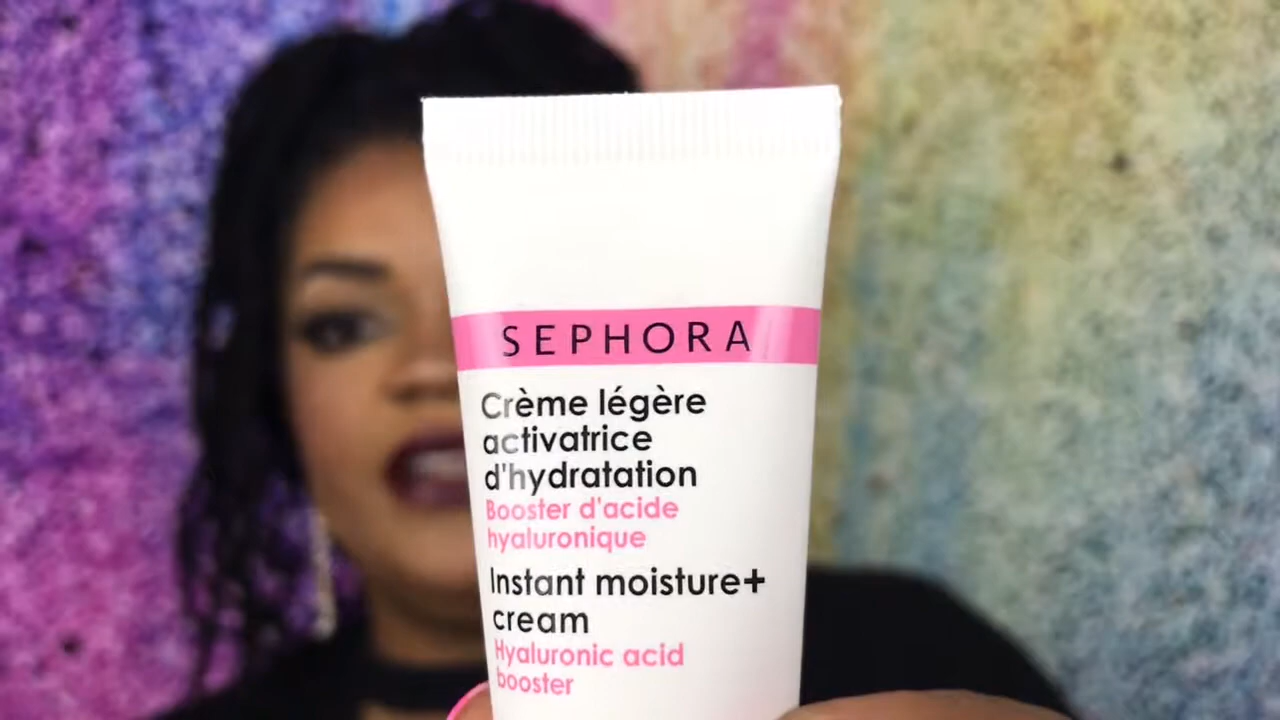 SEPHORA
Crème légère
activatrice
d'hydratation
Booster d'acide
hyaluronique
Instant moisture+
cream
Hyaluronic acid
booster